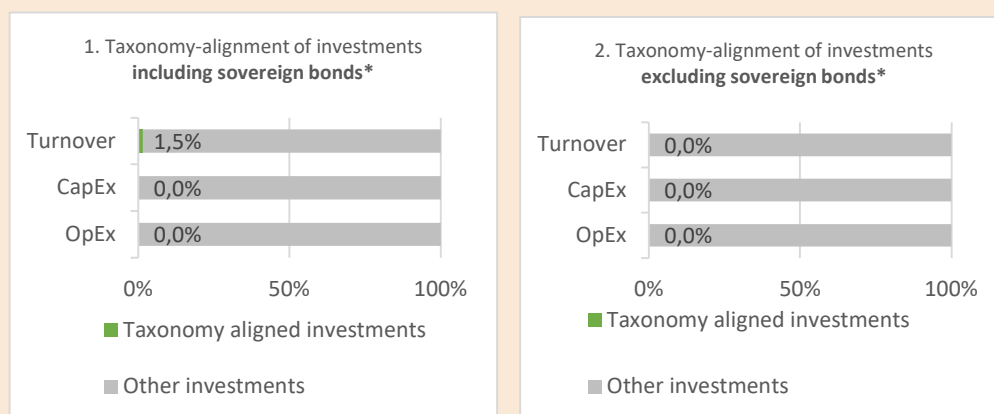 1. Taxonomy-alignment of investments
including sovereign bonds*
Turnover 1,5%
CapEx 0,0%
OpEx 0,0%
0% 50% 100%
Taxonomy aligned investments
Other investments
2. Taxonomy-alignment of investments
excluding sovereign bonds*
Turnover 0,0%
CapEx 0,0%
OpEx 0,0%
0% 50% 100%
Taxonomy aligned investments
Other investments